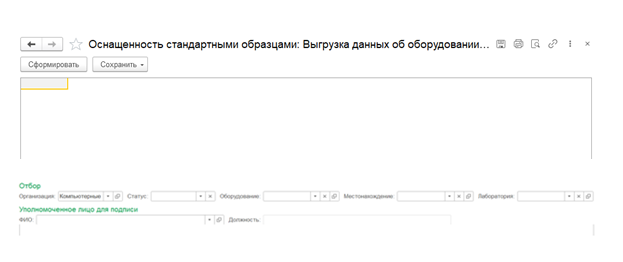 Оснащенность стандартными образцами: Выгрузка данных об оборудовании...
Сформировать Сохранить
Отбор
Организация: Компьютерные Статус: Оборудование: Местонахождение: Лаборатория:
Уполномоченное лицо для подписи
ФИО: Должность: